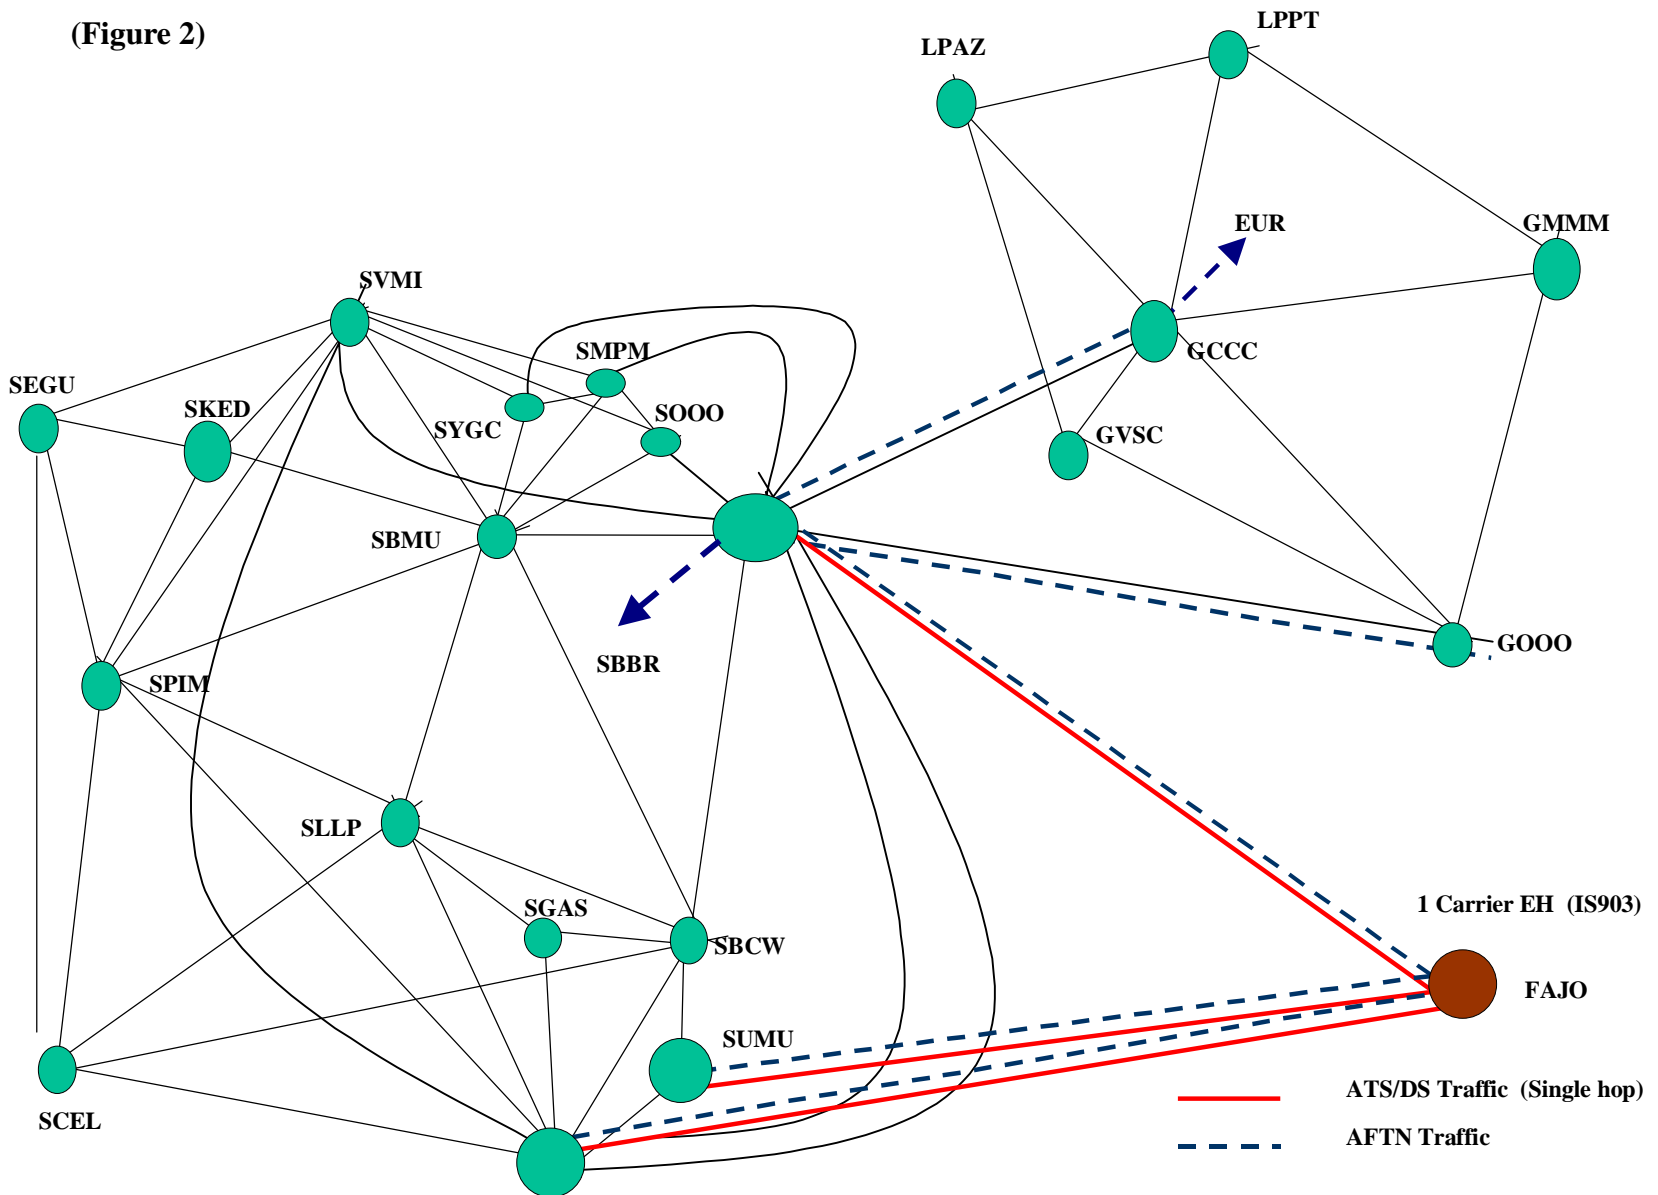 (Figure 2)
LPPT
LPAZ
EUR
GMMM
SVMI
SMPM
GCCC
SEGU
SKED
SYGC
SOOO
GVSC
SBMU
SBBR
GOOO
SPIM
SLLP
SGAS
SBCW
1 Carrier EH (IS903)
FAJO
SUMU
ATS/DS Traffic (Single hop)
SCEL
AFTN Traffic